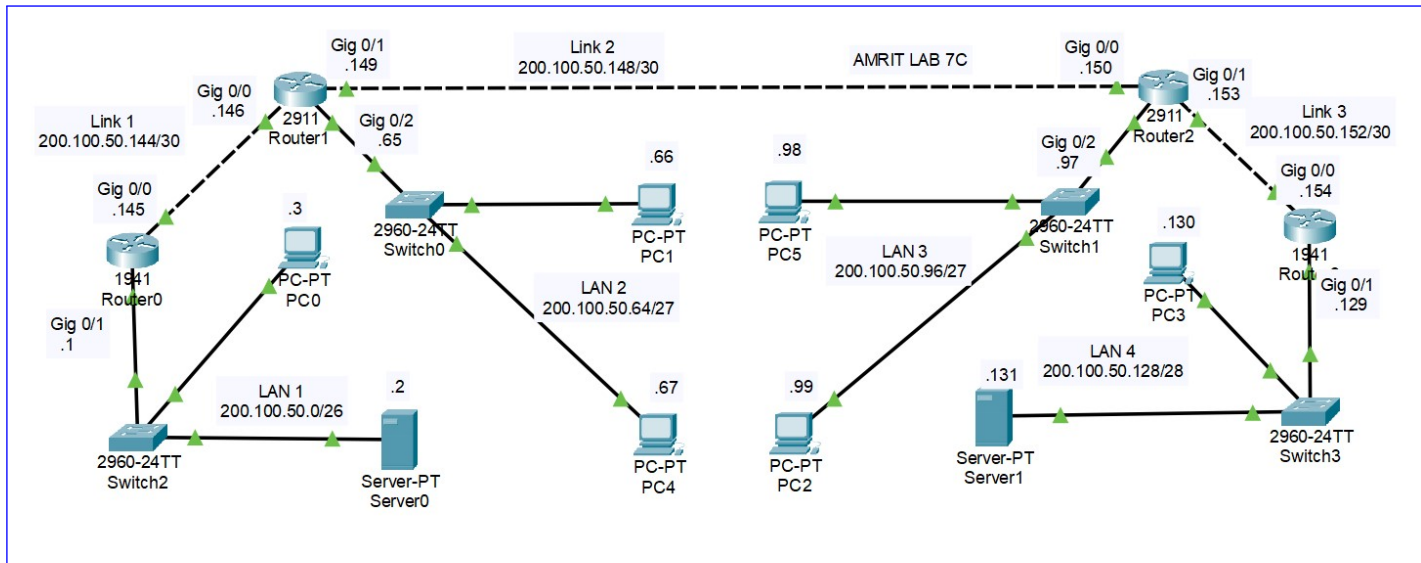 Gig 0/1
.149
Link 2
200.100.50.148/30
AMRIT LAB 7C
Gig 0/0
.150
Gig 0/1
.153
Gig 0/0
.146
2911
Router1
2911
Router2
Link 1
200.100.50.144/30
Gig 0/2
.65
Link 3
200.100.50.152/30
Gig 0/2
.97
.66
.98
Gig 0/0
.145
Gig 0/0
.154
.3
2960-24TT
Switch0
PC-PT
PC1
PC-PT
PC5
2960-24TT
Switch1
.130
1941
Router0
PC-PT
PC0
LAN 3
200.100.50.96/27
1941
PC-PT
PC3
Gig 0/1
.129
LAN 2
200.100.50.64/27
Gig 0/1
.1
LAN 4
200.100.50.128/28
LAN 1
200.100.50.0/26
.2
.67
.99
.131
2960-24TT
Switch2
Server-PT
Server0
PC-PT
PC4
PC-PT
PC2
Server-PT
Server1
2960-24TT
Switch3